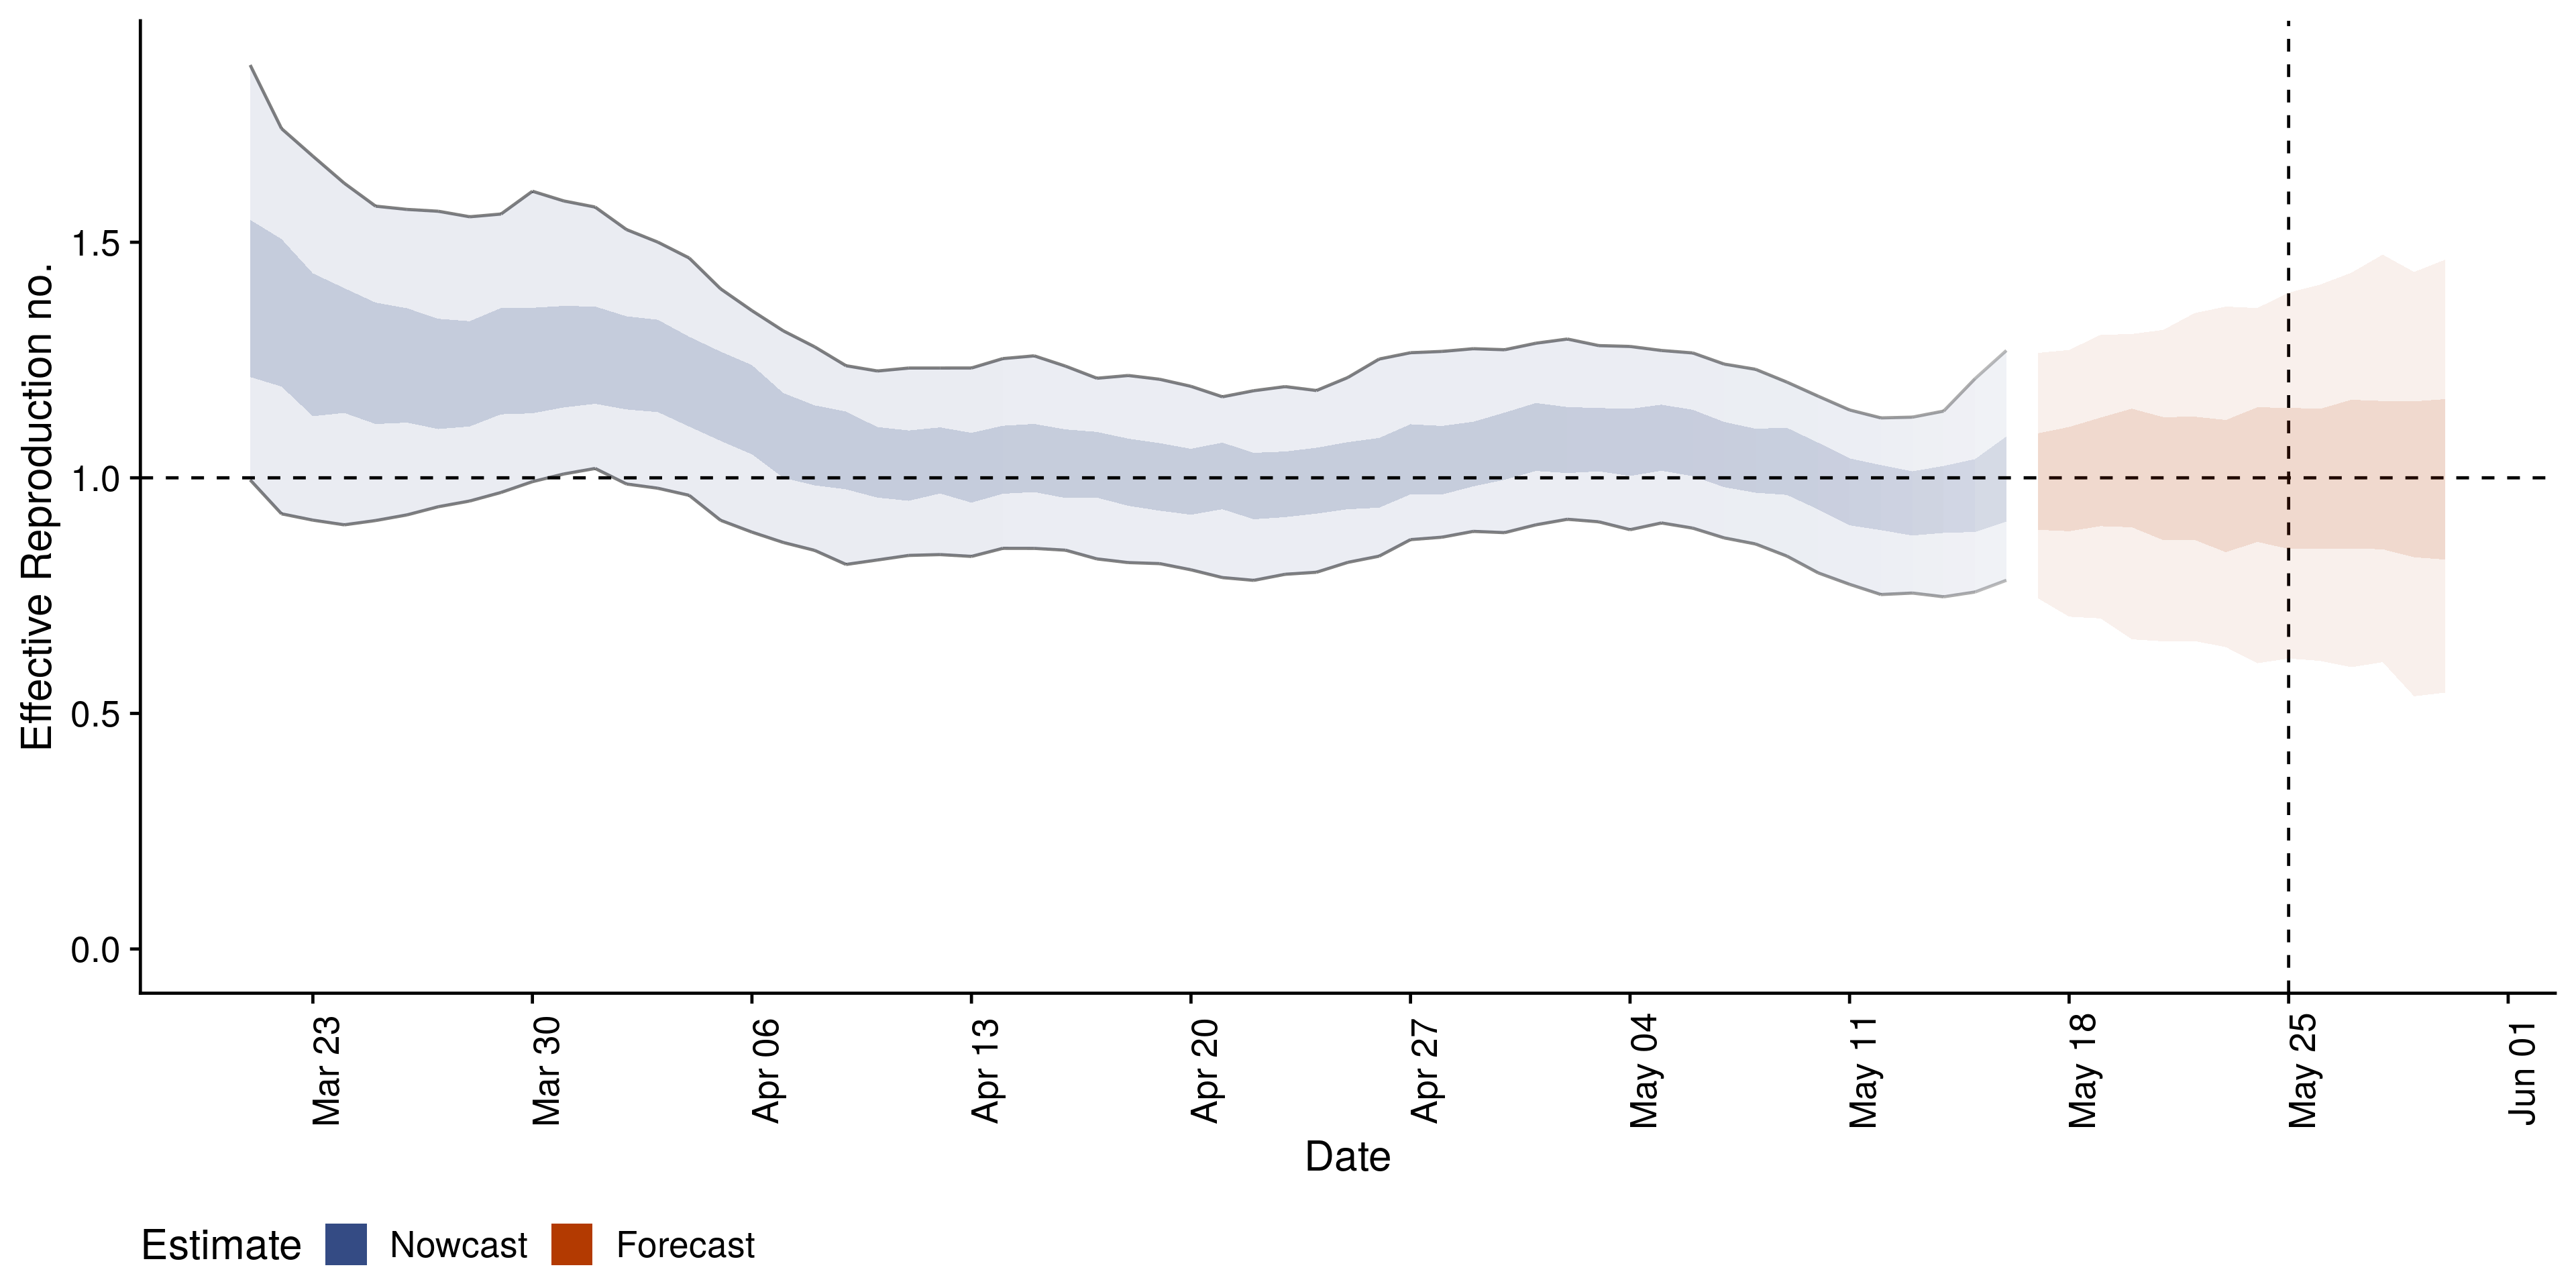 Effective Reproduction no.
1.5
1.0
0.5
0.0
Mar 23
Mar 30
Apr 06
Apr 13
Apr 20
Apr 27
May 04
May 11
May 18
May 25
Jun 01
Date
Estimate Nowcast Forecast